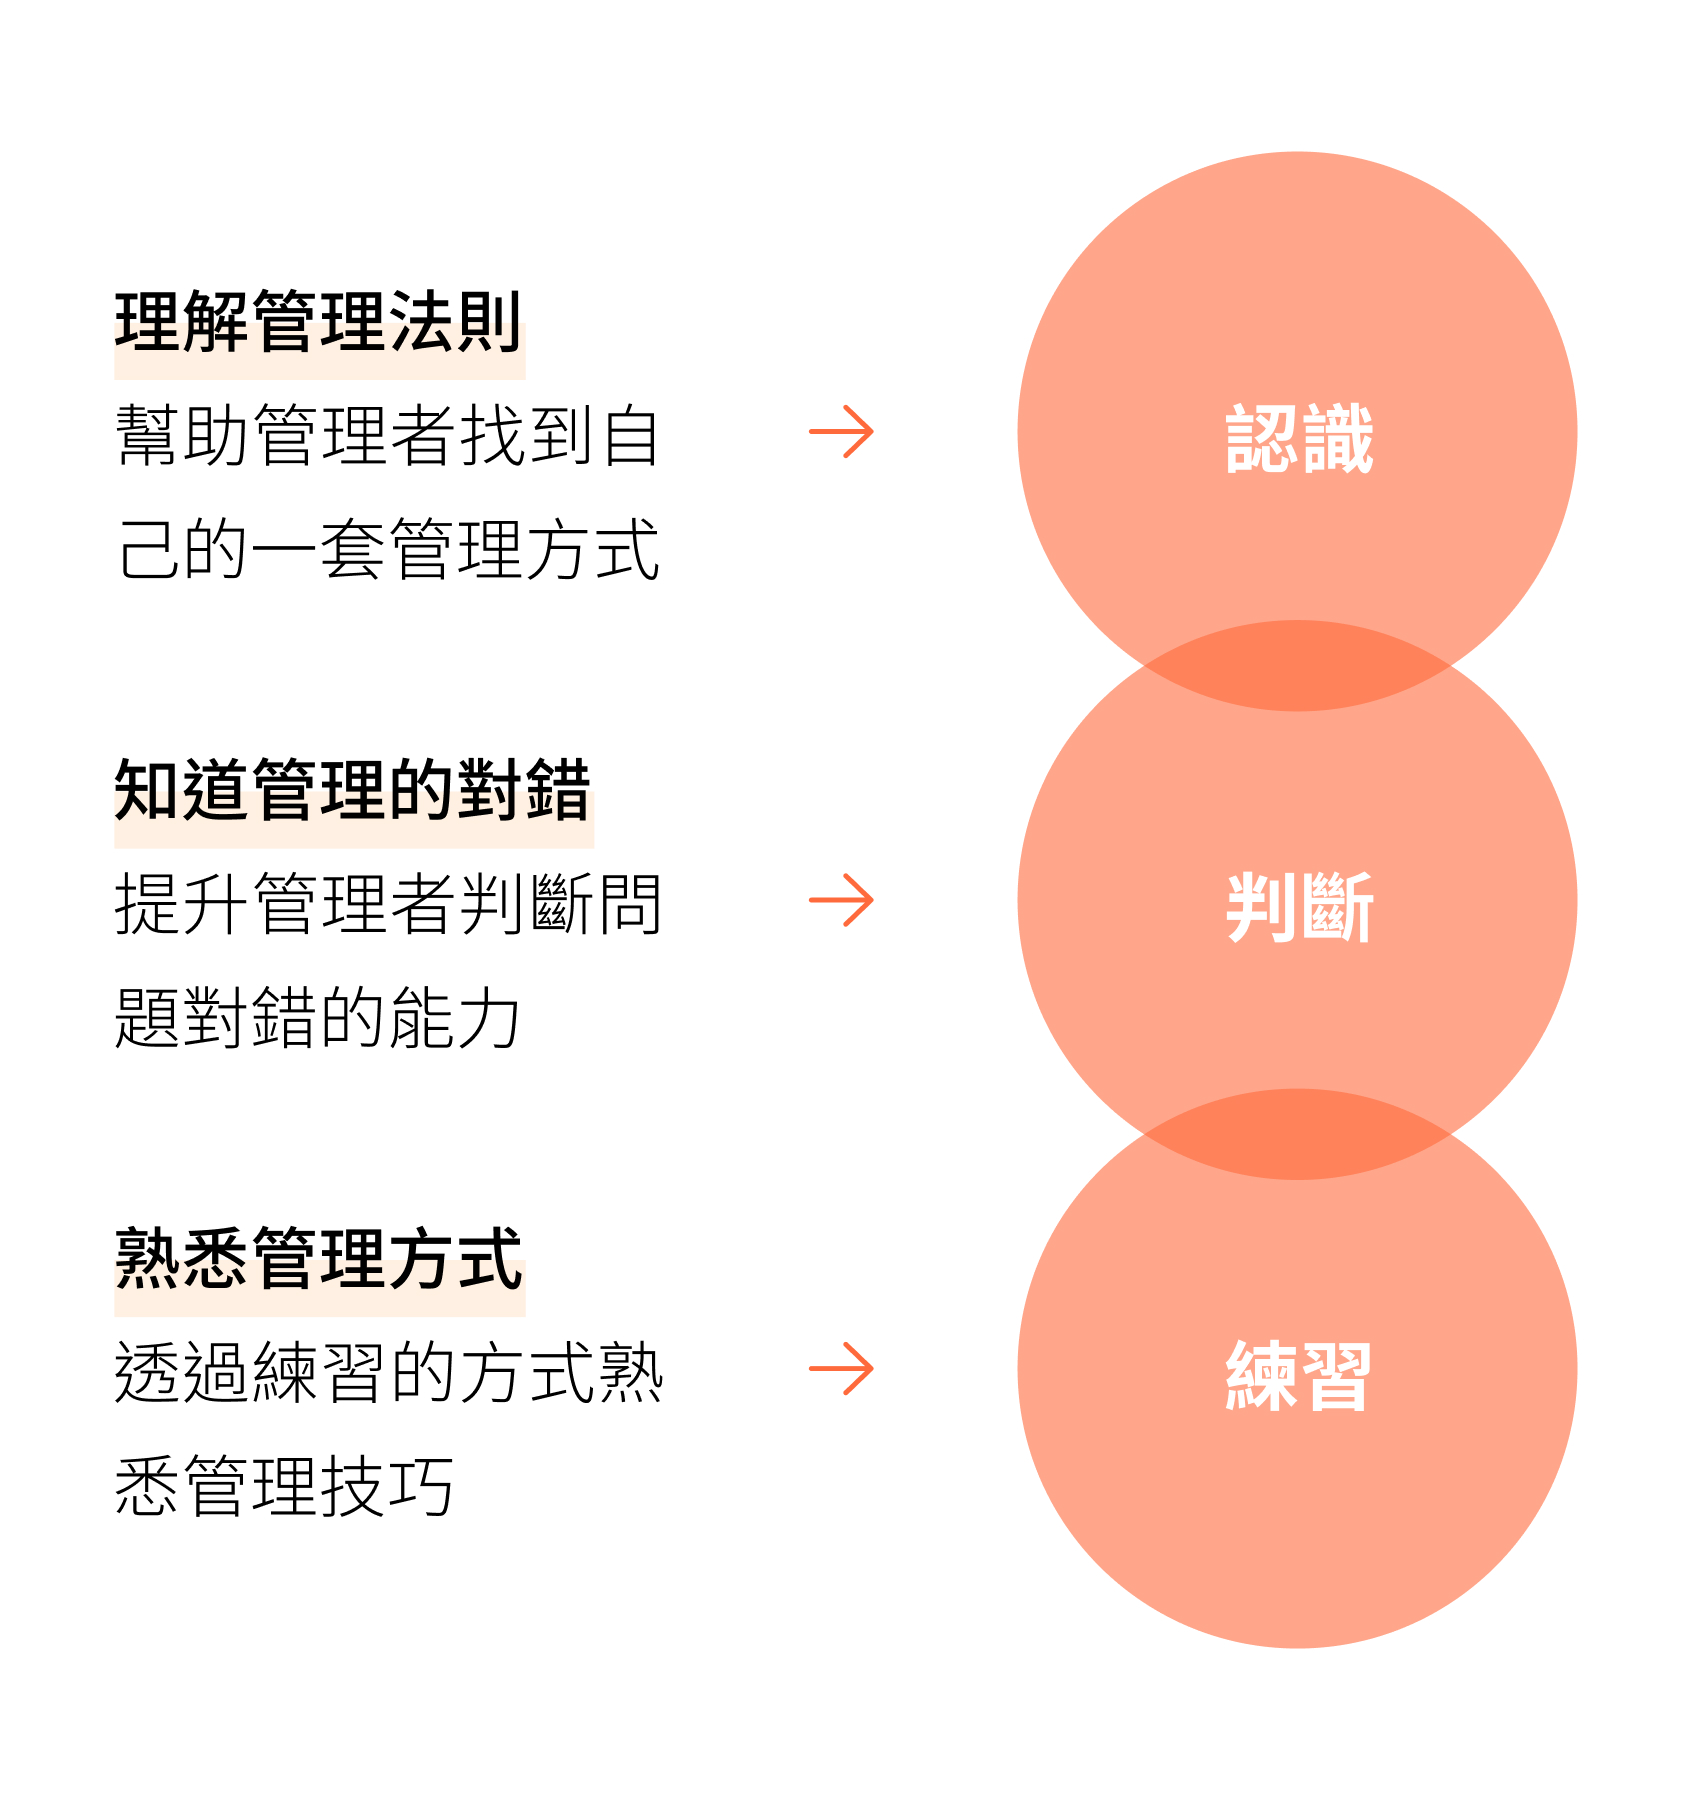 理解管理法則
幫助管理者找到自
己的一套管理方式
認識
知道管理的對錯
提升管理者判斷問
題對錯的能力
判斷
熟悉管理方式
透過練習的方式熟
悉管理技巧
練習